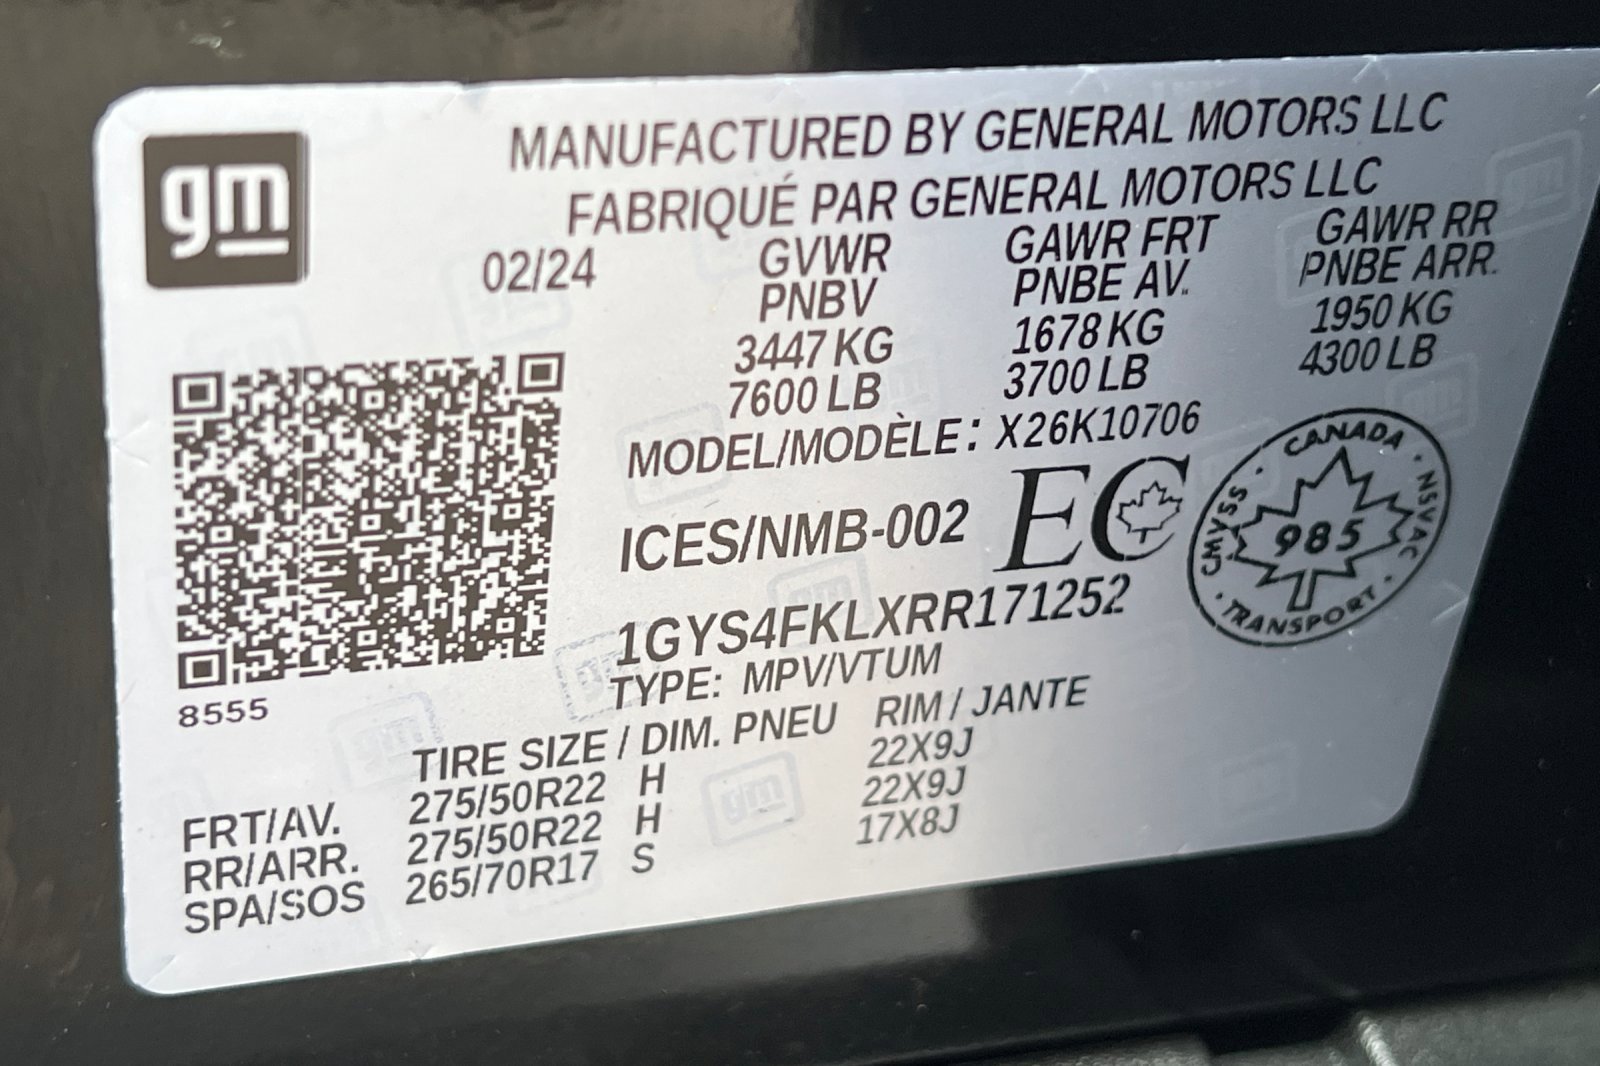 gm
MANUFACTURED BY GENERAL MOTORS LLC
FABRIQUÉ PAR GENERAL MOTORS LLC
02/24 GVWR GAWR FRT GAWR RR
PNBV PNBE AV. PNBE ARR.
3447 KG 1678 KG 1950 KG
7600 LB 3700 LB 4300 LB
MODEL/MODÈLE: X26K10706
ICES/NMB-002 EC
CANADA · NSVAC · TRANSPORT · CMVSS ·
985
1GYS4FKLXRR171252
TYPE: MPV/VTUM
8555
TIRE SIZE / DIM. PNEU RIM / JANTE
FRT/AV. 275/50R22 H 22X9J
RR/ARR. 275/50R22 H 22X9J
SPA/SOS 265/70R17 S 17X8J